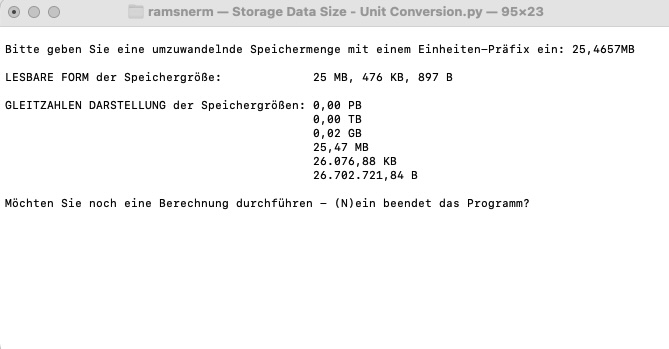 ramsnerm — Storage Data Size - Unit Conversion.py — 95×23
Bitte geben Sie eine umzuwandelnde Speichermenge mit einem Einheiten-Präfix ein: 25,4657MB
LESBARE FORM der Speichergröße: 25 MB, 476 KB, 897 B
GLEITZAHLEN DARSTELLUNG der Speichergrößen: 0,00 PB
0,00 TB
0,02 GB
25,47 MB
26.076,88 KB
26.702.721,84 B
Möchten Sie noch eine Berechnung durchführen – (N)ein beendet das Programm?